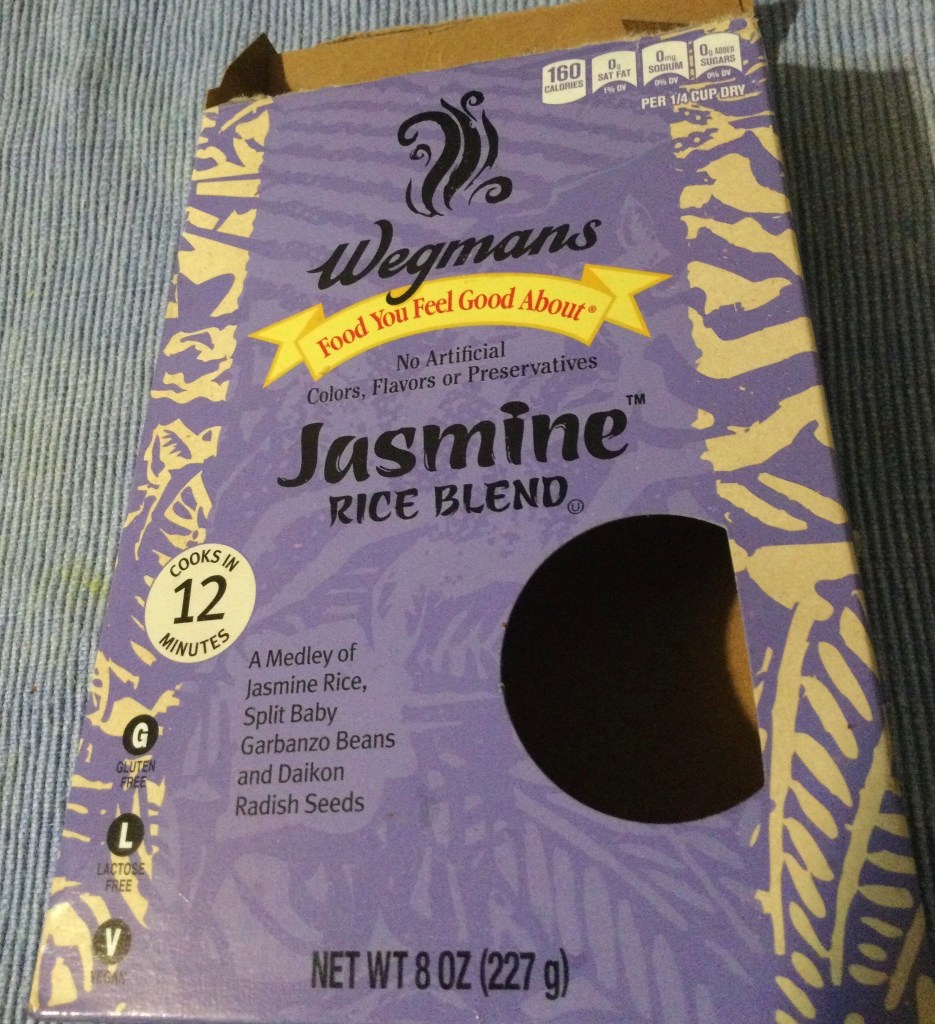 160 CALORIES
0g SAT FAT 1% DV
0mg SODIUM 0% DV
0g ADDED SUGARS 0% DV
PER 1/4 CUP DRY
Wegmans
Food You Feel Good About®
No Artificial
Colors, Flavors or Preservatives
Jasmine™
RICE BLEND Ⓤ
COOKS IN
12
MINUTES
A Medley of
Jasmine Rice,
Split Baby
Garbanzo Beans
and Daikon
Radish Seeds
G
GLUTEN
FREE
L
LACTOSE
FREE
V
VEGAN
NET WT 8 OZ (227 g)